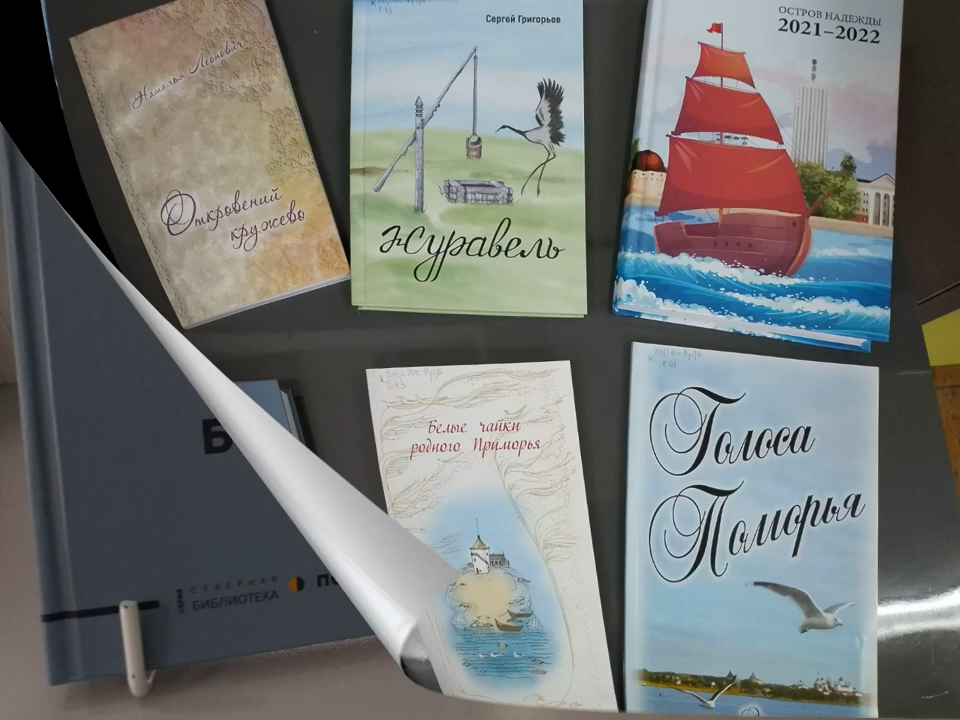 Наталья Леонович
Откровений
кружево
Сергей Григорьев
журавель
ОСТРОВ НАДЕЖДЫ
2021–2022
Белые чайки
родного Приморья
Голоса
Поморья
Б
СЕРИЯ СЕВЕРНАЯ
БИБЛИОТЕКА